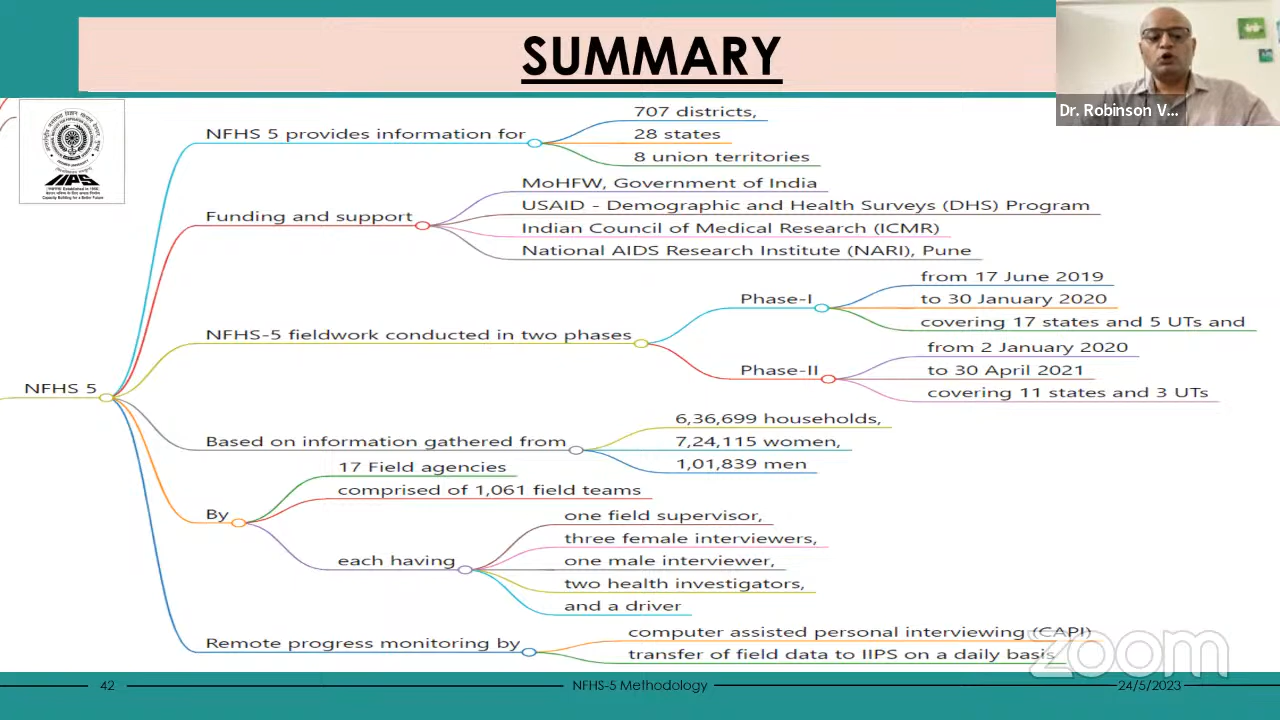 SUMMARY
Dr. Robinson V...
IIPS
Capacity Building for a Better Future
NFHS 5
NFHS 5 provides information for
707 districts,
28 states
8 union territories
Funding and support
MoHFW, Government of India
USAID - Demographic and Health Surveys (DHS) Program
Indian Council of Medical Research (ICMR)
National AIDS Research Institute (NARI), Pune
NFHS-5 fieldwork conducted in two phases
Phase-I
from 17 June 2019
to 30 January 2020
covering 17 states and 5 UTs and
Phase-II
from 2 January 2020
to 30 April 2021
covering 11 states and 3 UTs
Based on information gathered from
6,36,699 households,
7,24,115 women,
1,01,839 men
By
17 Field agencies
comprised of 1,061 field teams
each having
one field supervisor,
three female interviewers,
one male interviewer,
two health investigators,
and a driver
Remote progress monitoring by
computer assisted personal interviewing (CAPI)
transfer of field data to IIPS on a daily basis
zoom
42
NFHS-5 Methodology
24/5/2023